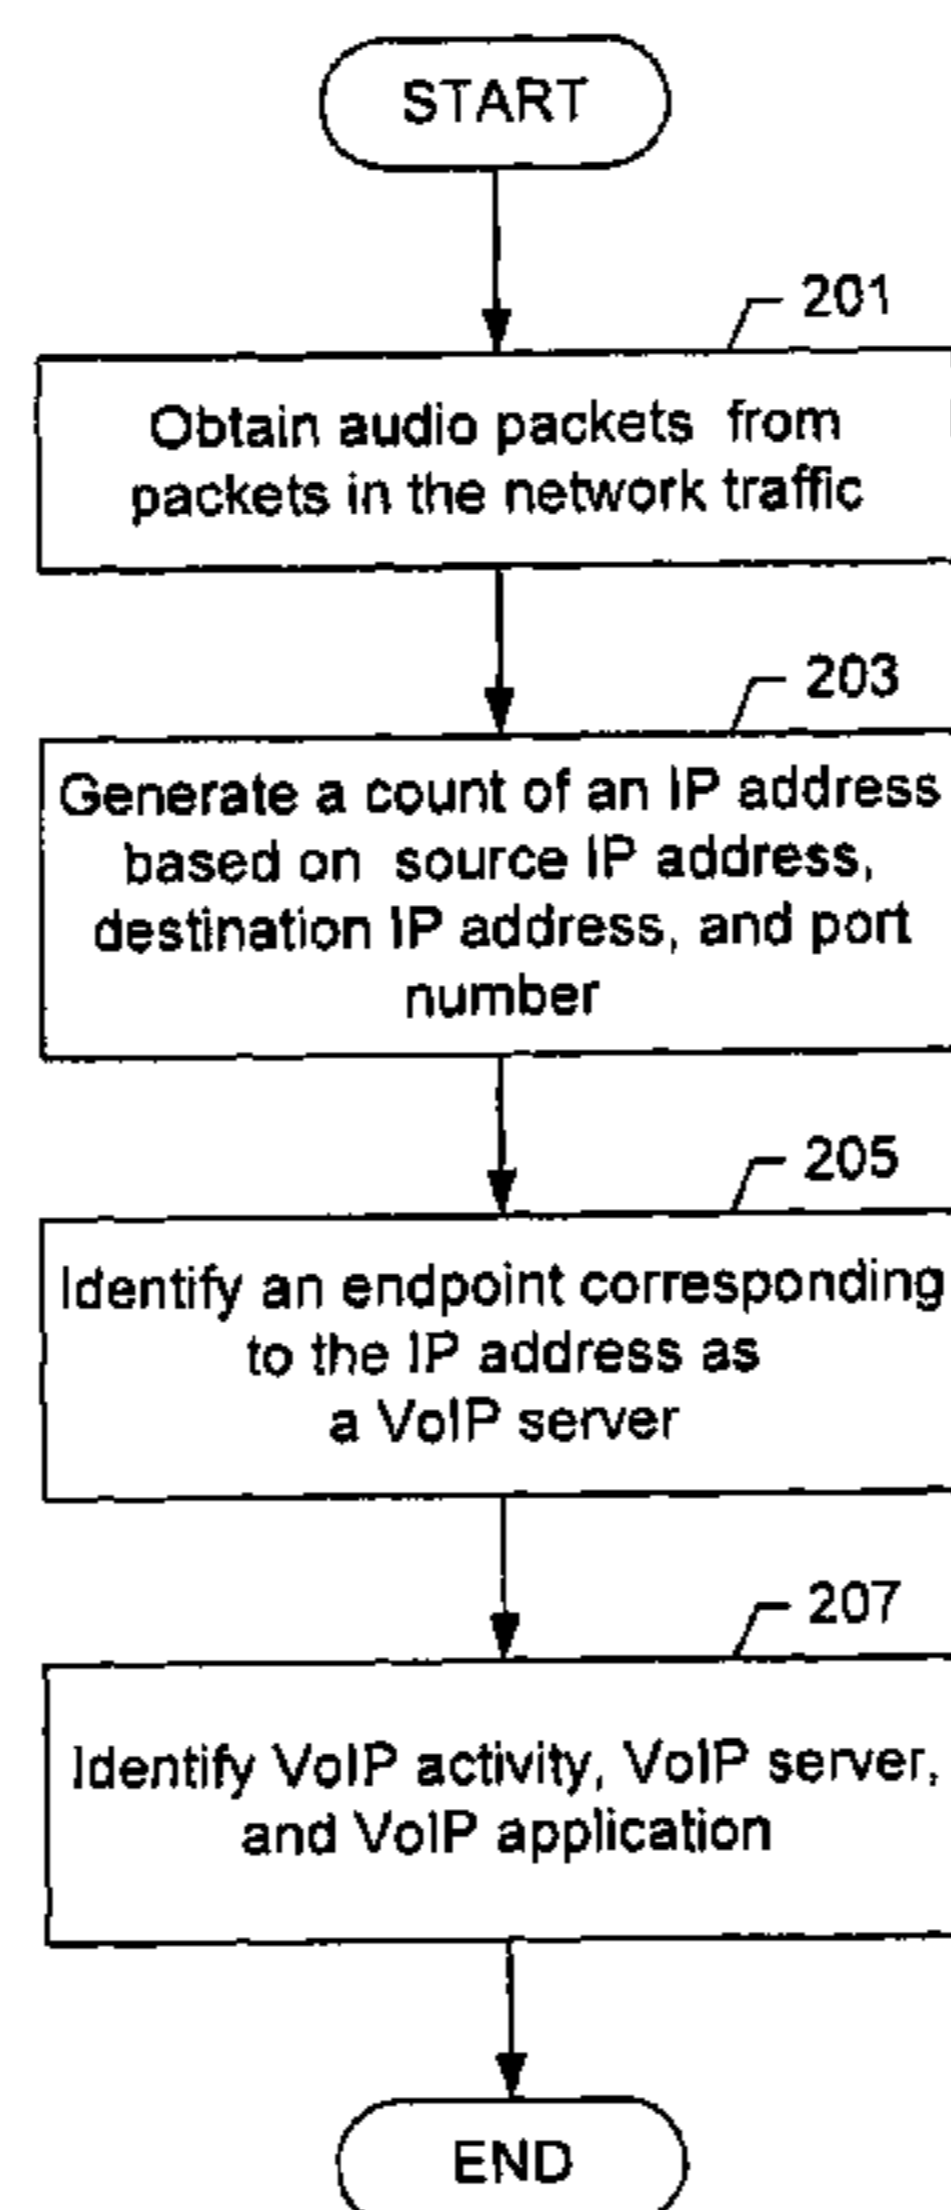 START
201
Obtain audio packets from
packets in the network traffic
203
Generate a count of an IP address
based on source IP address,
destination IP address, and port
number
205
Identify an endpoint corresponding
to the IP address as
a VoIP server
207
Identify VoIP activity, VoIP server,
and VoIP application
END